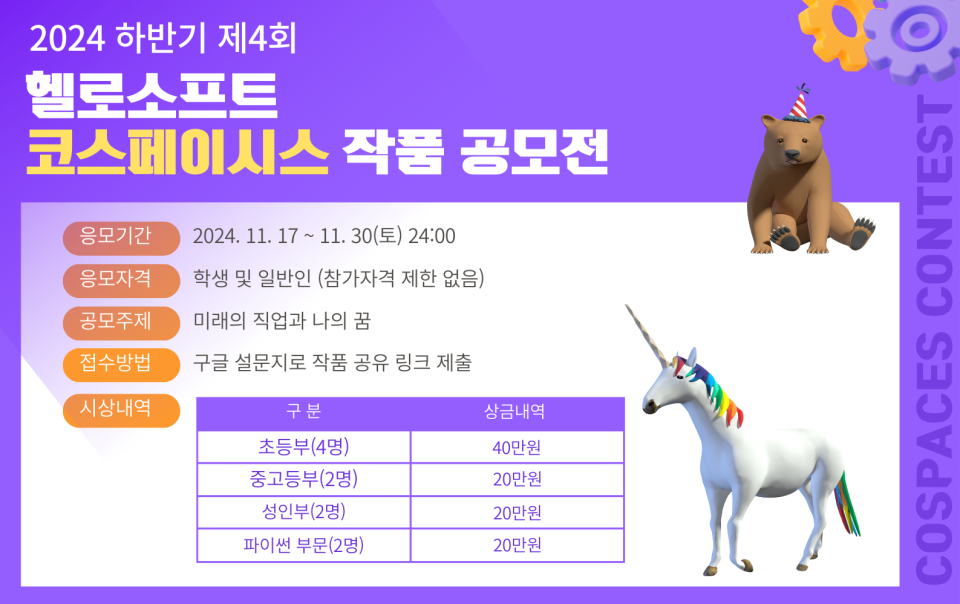 2024 하반기 제4회
헬로소프트
코스페이시스 작품 공모전
응모기간 2024. 11. 17 ~ 11. 30(토) 24:00
응모자격 학생 및 일반인 (참가자격 제한 없음)
공모주제 미래의 직업과 나의 꿈
접수방법 구글 설문지로 작품 공유 링크 제출
시상내역
구 분 상금내역
초등부(4명) 40만원
중고등부(2명) 20만원
성인부(2명) 20만원
파이썬 부문(2명) 20만원
COSPACES CONTEST